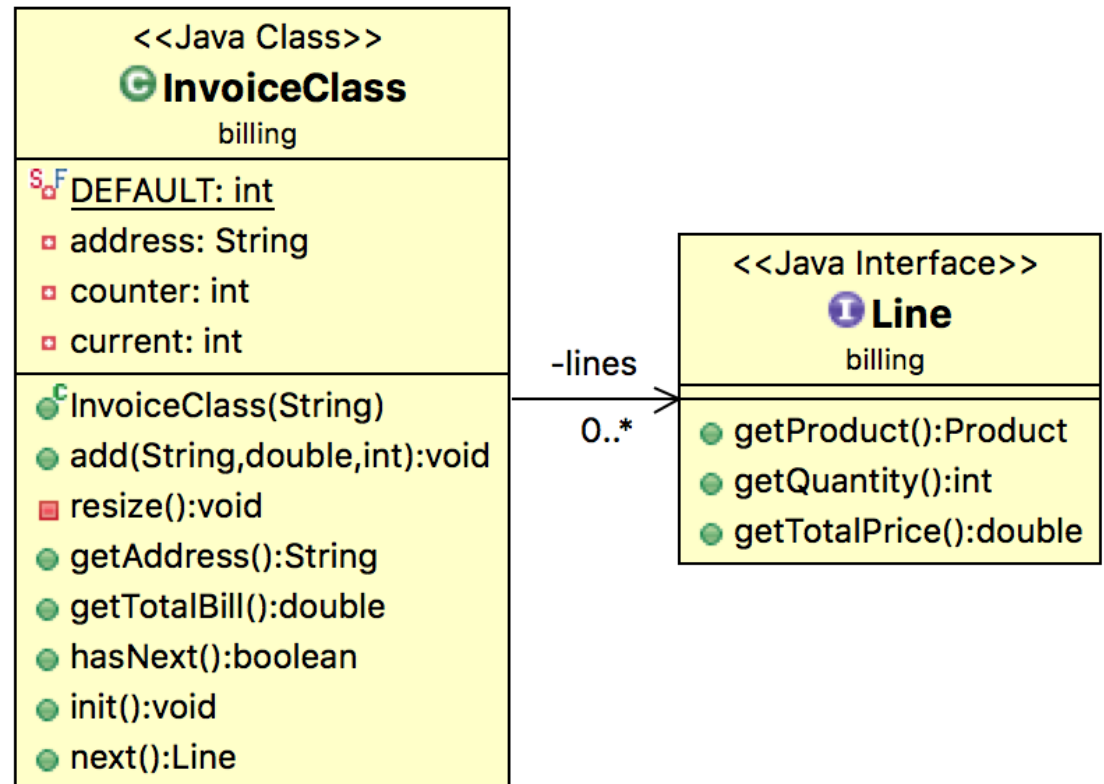 <<Java Class>>
C InvoiceClass
billing
S F DEFAULT: int
address: String
counter: int
current: int
C InvoiceClass(String)
add(String,double,int):void
resize():void
getAddress():String
getTotalBill():double
hasNext():boolean
init():void
next():Line
-lines
0..*
<<Java Interface>>
I Line
billing
getProduct():Product
getQuantity():int
getTotalPrice():double